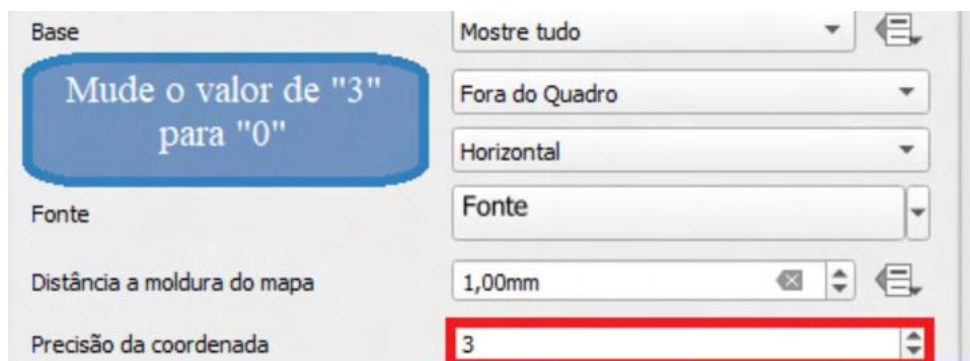 Base Mostre tudo
Mude o valor de "3"
para "0"
Fora do Quadro
Horizontal
Fonte Fonte
Distância a moldura do mapa 1,00mm
Precisão da coordenada 3